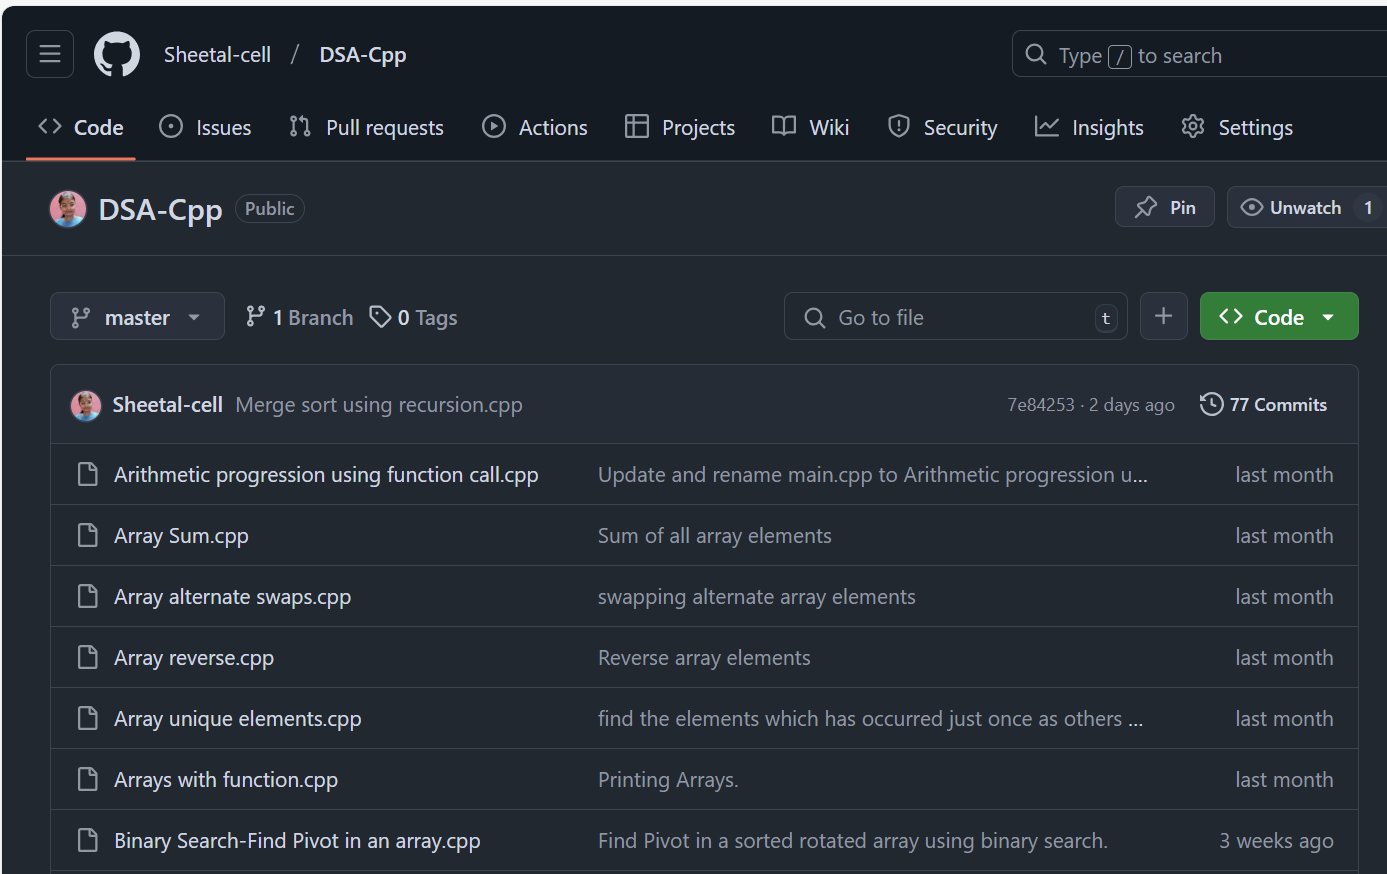 Sheetal-cell / DSA-Cpp
Type / to search
Code Issues Pull requests Actions Projects Wiki Security Insights Settings
DSA-Cpp Public
Pin Unwatch 1
master 1 Branch 0 Tags
Go to file t + Code
Sheetal-cell Merge sort using recursion.cpp 7e84253 · 2 days ago 77 Commits
Arithmetic progression using function call.cpp Update and rename main.cpp to Arithmetic progression u... last month
Array Sum.cpp Sum of all array elements last month
Array alternate swaps.cpp swapping alternate array elements last month
Array reverse.cpp Reverse array elements last month
Array unique elements.cpp find the elements which has occurred just once as others ... last month
Arrays with function.cpp Printing Arrays. last month
Binary Search-Find Pivot in an array.cpp Find Pivot in a sorted rotated array using binary search. 3 weeks ago